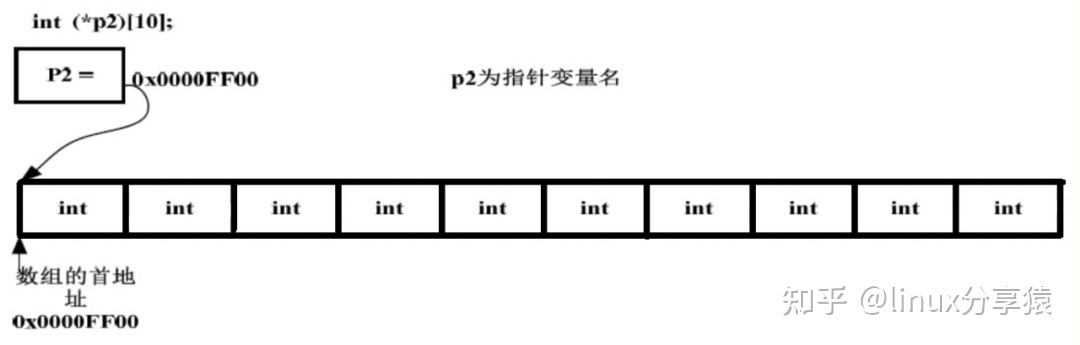 int (*p2)[10];
P2 =
0x0000FF00
p2为指针变量名
int int int int int int int int int int
数组的首地
址
0x0000FF00
知乎 @linux分享猿